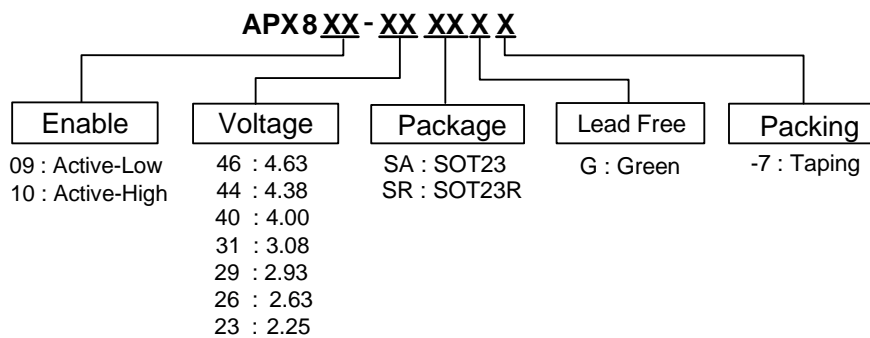 APX8 XX - XX XX X X
Enable
Voltage
Package
Lead Free
Packing
09 : Active-Low
10 : Active-High
46 : 4.63
44 : 4.38
40 : 4.00
31 : 3.08
29 : 2.93
26 : 2.63
23 : 2.25
SA : SOT23
SR : SOT23R
G : Green
-7 : Taping